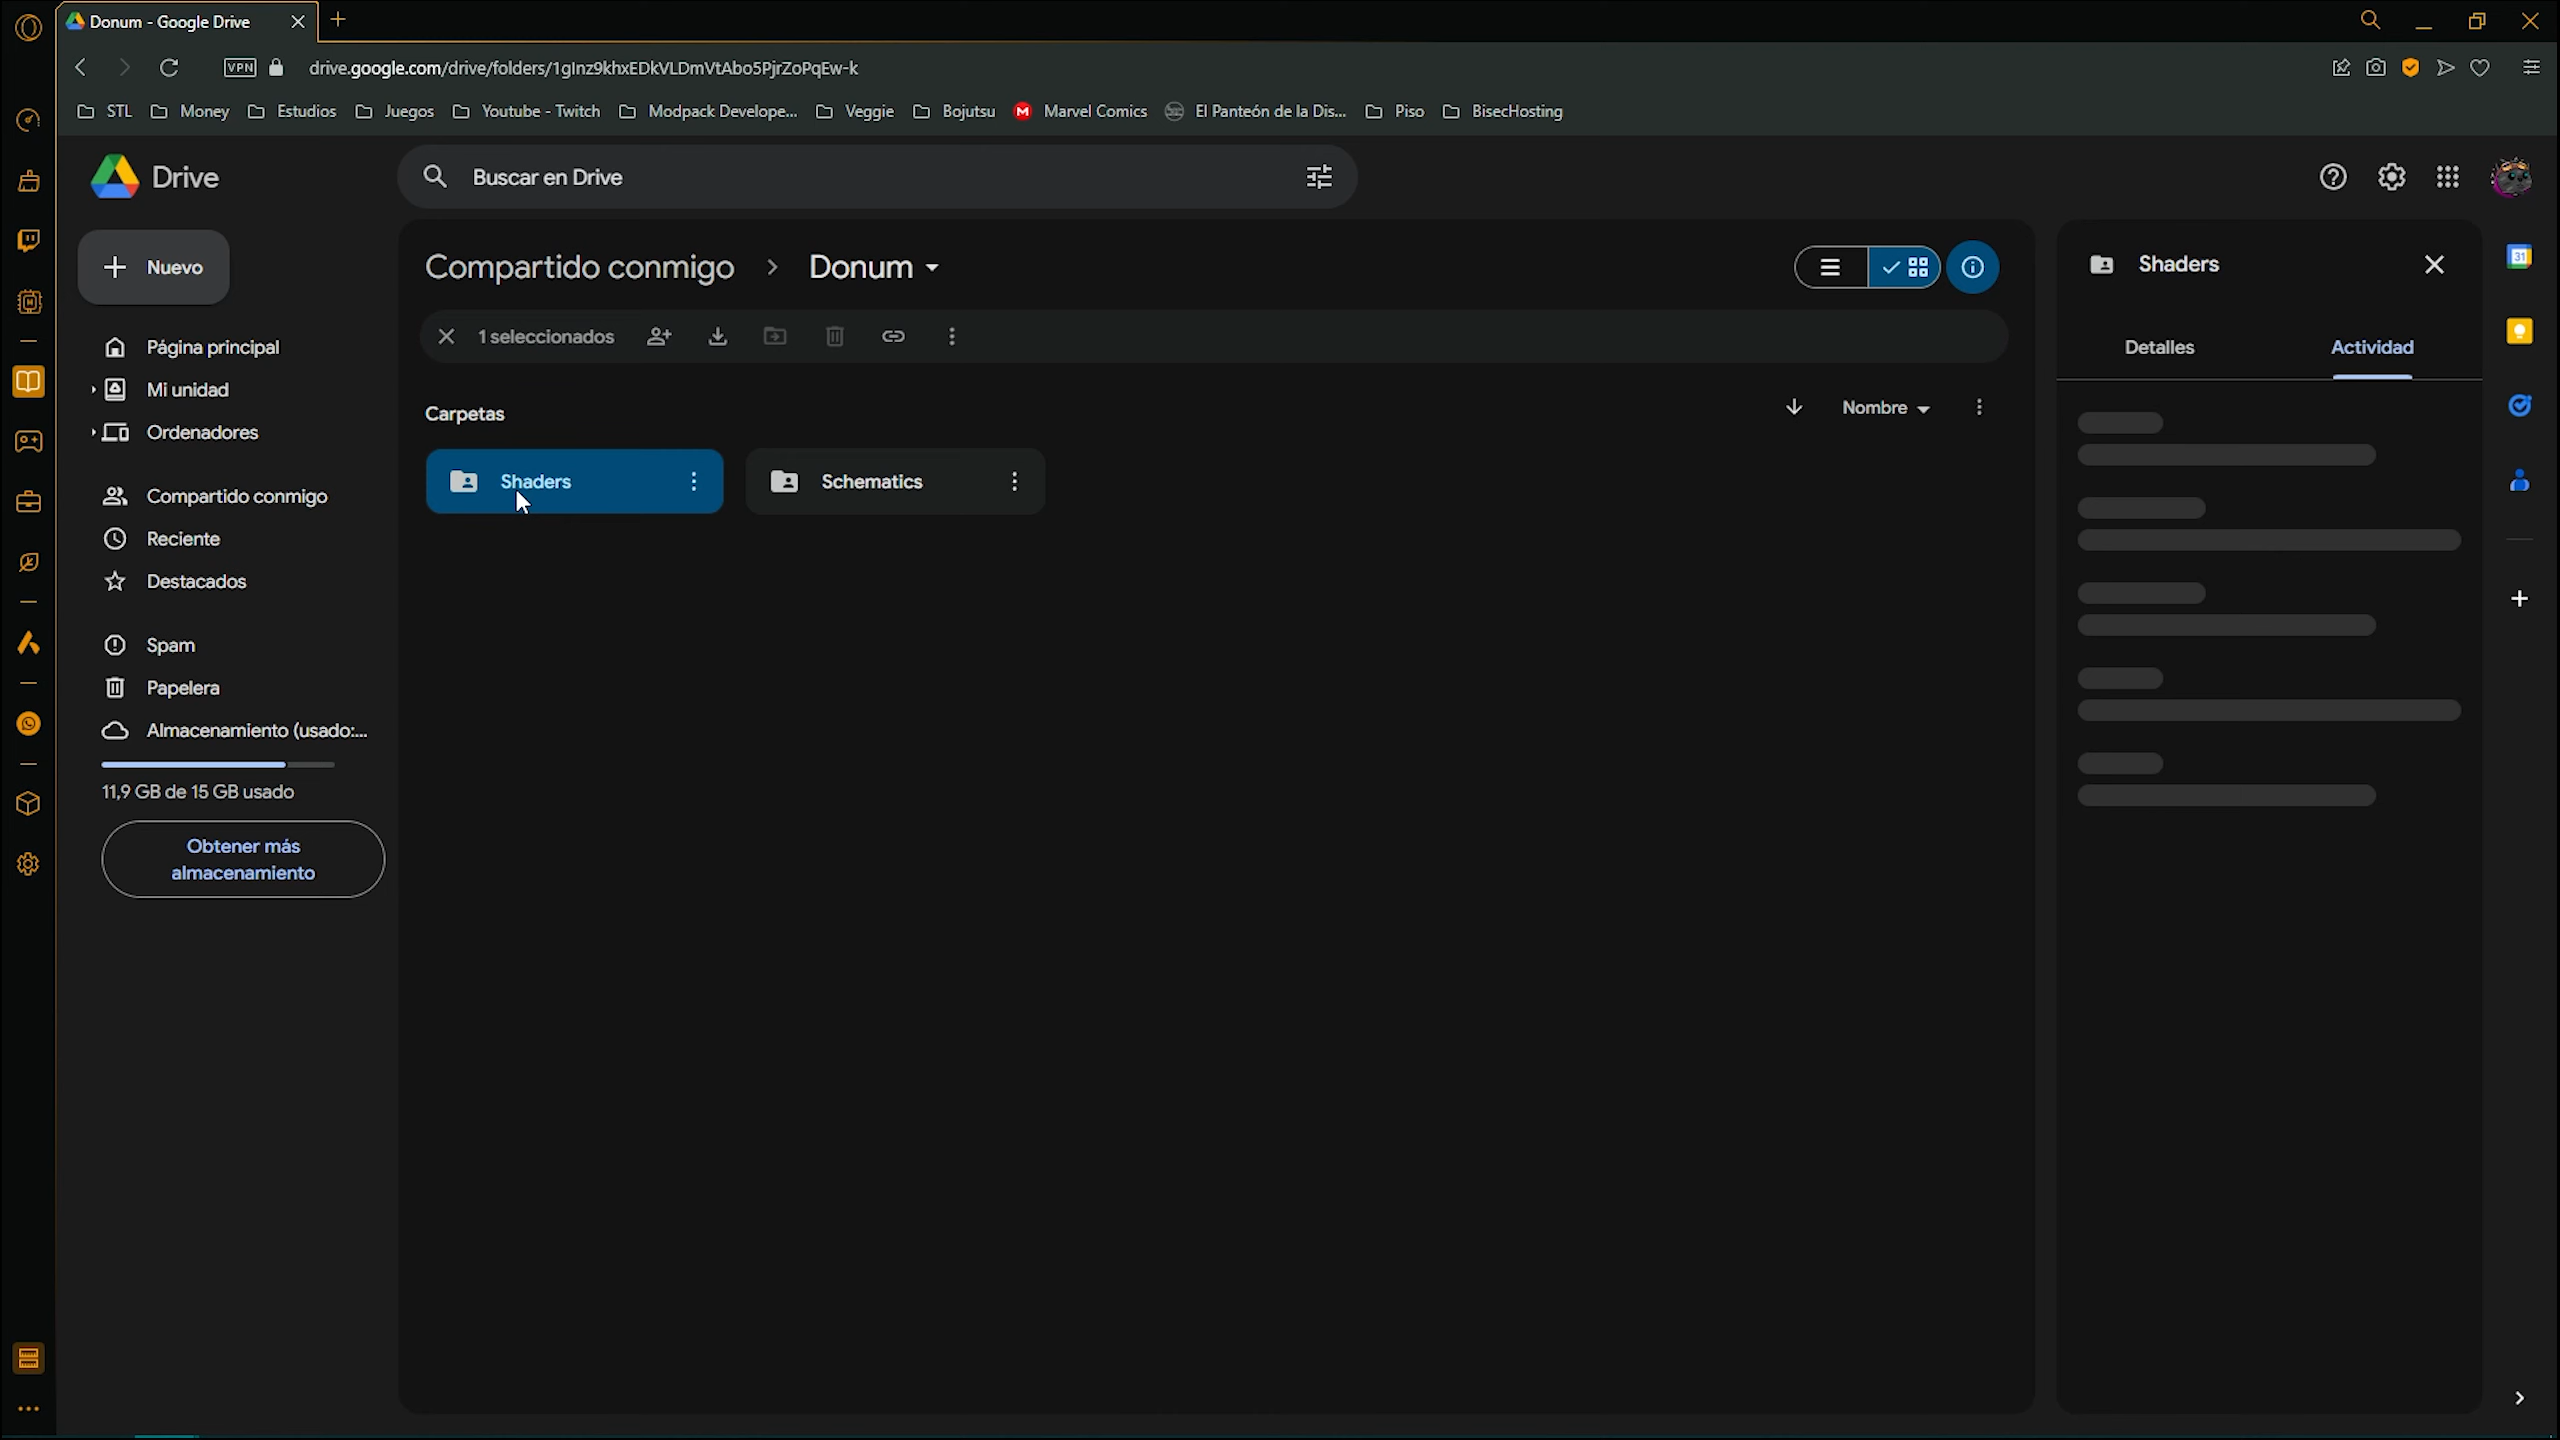 Donum - Google Drive
VPN
drive.google.com/drive/folders/1gInz9khxEDkVLDmVtAbo5PjrZoPqEw-k
STL Money Estudios Juegos Youtube - Twitch Modpack Develope... Veggie Bojutsu M Marvel Comics El Panteón de la Dis... Piso BisecHosting
Drive
Buscar en Drive
Nuevo
Página principal
Mi unidad
Ordenadores
Compartido conmigo
Reciente
Destacados
Spam
Papelera
Almacenamiento (usado:...
11,9 GB de 15 GB usado
Obtener más
almacenamiento
Compartido conmigo > Donum
1 seleccionados
Carpetas
Nombre
Shaders
Schematics
Shaders
Detalles
Actividad
31